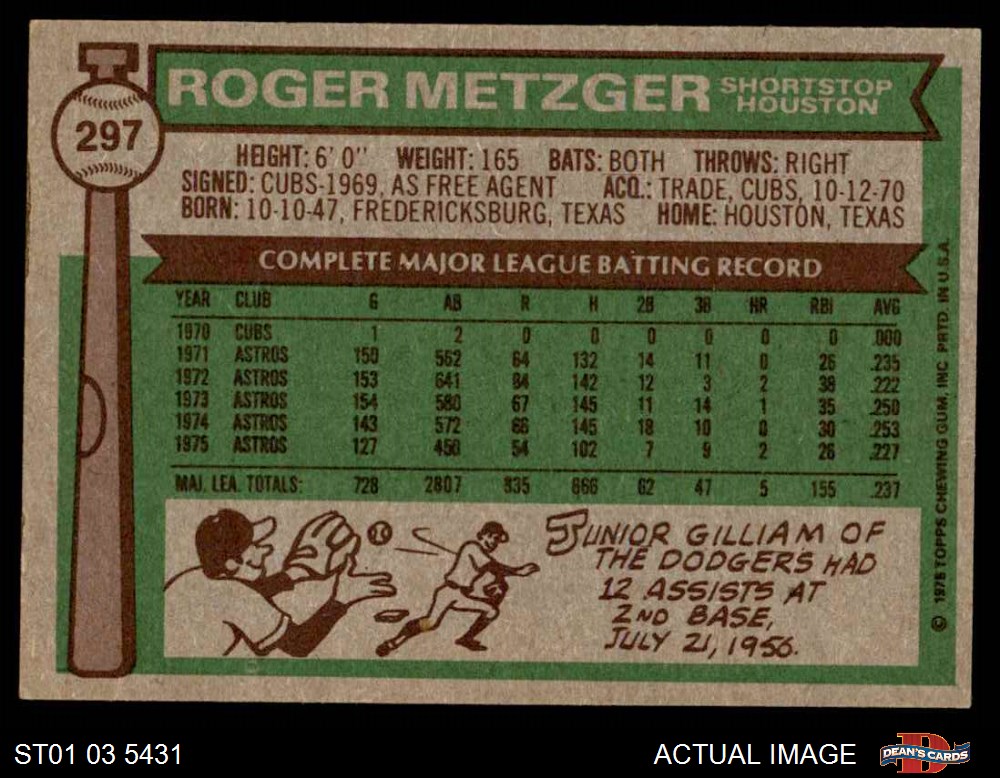 ROGER METZGER SHORTSTOP
HOUSTON
297
HEIGHT: 6' 0" WEIGHT: 165 BATS: BOTH THROWS: RIGHT
SIGNED: CUBS-1969, AS FREE AGENT ACQ.: TRADE, CUBS, 10-12-70
BORN: 10-10-47, FREDERICKSBURG, TEXAS HOME: HOUSTON, TEXAS
COMPLETE MAJOR LEAGUE BATTING RECORD
YEAR CLUB G AB R H 2B 3B HR RBI AVG
1970 CUBS 1 2 0 0 0 0 0 0 .000
1971 ASTROS 150 562 64 132 14 11 0 26 .235
1972 ASTROS 153 641 84 142 12 3 2 38 .222
1973 ASTROS 154 580 67 145 11 14 1 35 .250
1974 ASTROS 143 572 66 145 18 10 0 30 .253
1975 ASTROS 127 450 54 102 7 9 2 26 .227
MAJ. LEA. TOTALS: 728 2807 335 666 62 47 5 155 .237
JUNIOR GILLIAM OF
THE DODGERS HAD
12 ASSISTS AT
2ND BASE,
JULY 21, 1956.
© 1976 TOPPS CHEWING GUM, INC PRTD. IN U.S.A.
ST01 03 5431
ACTUAL IMAGE
D
DEAN'S CARDS